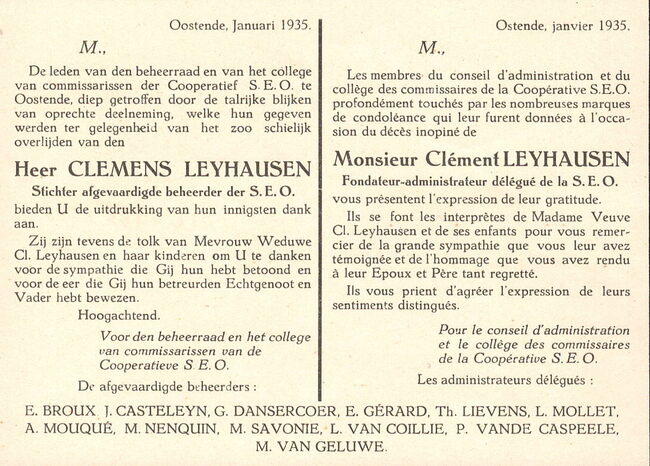 Oostende, Januari 1935.
M.,
De leden van den beheerraad en van het college
van commissarissen der Cooperatief S. E. O. te
Oostende, diep getroffen door de talrijke blijken
van oprechte deelneming, welke hun gegeven
werden ter gelegenheid van het zoo schielijk
overlijden van den
Heer CLEMENS LEYHAUSEN
Stichter afgevaardigde beheerder der S. E. O.
bieden U de uitdrukking van hun innigsten dank
aan.
Zij zijn tevens de tolk van Mevrouw Weduwe
Cl. Leyhausen en haar kinderen om U te danken
voor de sympathie die Gij hun hebt betoond en
voor de eer die Gij hun betreurden Echtgenoot en
Vader hebt bewezen.
Hoogachtend.
Voor den beheerraad en het college
van commissarissen van de
Cooperatieve S. E. O.
De afgevaardigde beheerders :
Ostende, janvier 1935.
M.,
Les membres du conseil d'administration et du
collège des commissaires de la Coopérative S.E.O.
profondément touchés par les nombreuses marques
de condoléance qui leur furent données à l'occa-
sion du décès inopiné de
Monsieur Clément LEYHAUSEN
Fondateur-administrateur délégué de la S. E. O.
vous présentent l'expression de leur gratitude.
Ils se font les interprètes de Madame Veuve
Cl. Leyhausen et de ses enfants pour vous remer-
cier de la grande sympathie que vous leur avez
témoignée et de l'hommage que vous avez rendu
à leur Epoux et Père tant regretté.
Ils vous prient d'agréer l'expression de leurs
sentiments distingués.
Pour le conseil d'administration
et le collège des commissaires
de la Coopérative S. E. O.
Les administrateurs délégués :
E. BROUX J. CASTELEYN, G. DANSERCOER, E. GÉRARD, Th. LIEVENS, L. MOLLET,
A. MOUQUÉ, M. NENQUIN, M. SAVONIE, L. VAN COILLIE, P. VANDE CASPEELE,
M. VAN GELUWE.